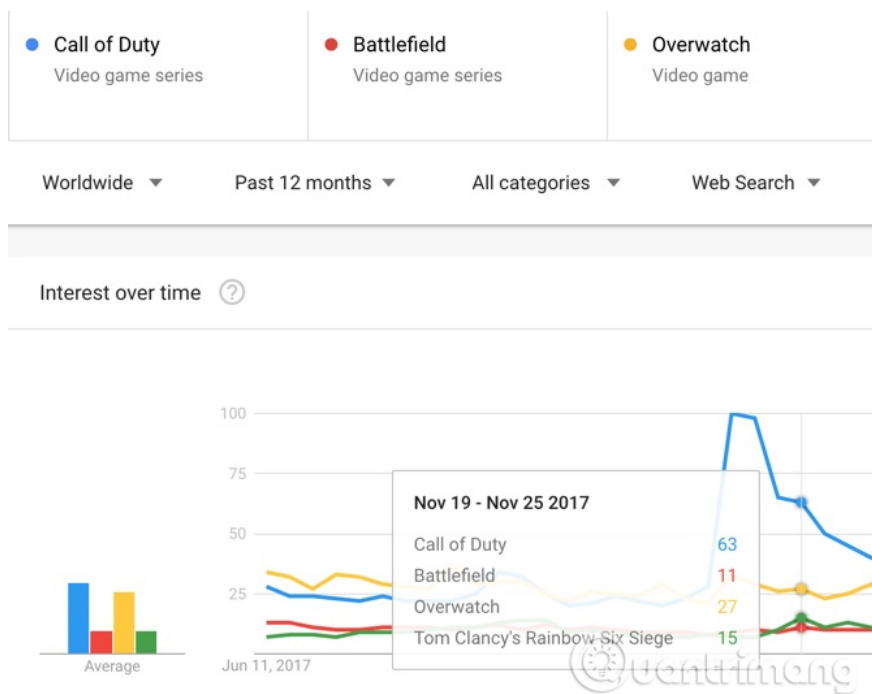 Call of Duty
Video game series
Battlefield
Video game series
Overwatch
Video game
Worldwide
Past 12 months
All categories
Web Search
Interest over time ?
100
75
50
25
Nov 19 - Nov 25 2017
Call of Duty 63
Battlefield 11
Overwatch 27
Tom Clancy's Rainbow Six Siege 15
Average
Jun 11, 2017
uantrimang